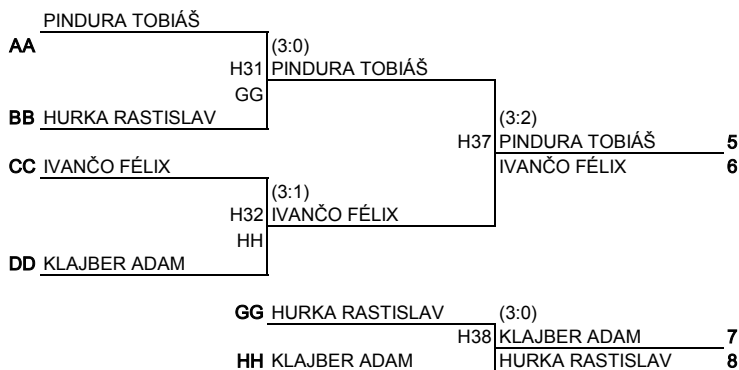 PINDURA TOBIÁŠ
AA (3:0)
H31 PINDURA TOBIÁŠ
GG
BB HURKA RASTISLAV (3:2)
H37 PINDURA TOBIÁŠ 5
CC IVANČO FÉLIX IVANČO FÉLIX 6
(3:1)
H32 IVANČO FÉLIX
HH
DD KLAJBER ADAM
GG HURKA RASTISLAV (3:0)
H38 KLAJBER ADAM 7
HH KLAJBER ADAM HURKA RASTISLAV 8